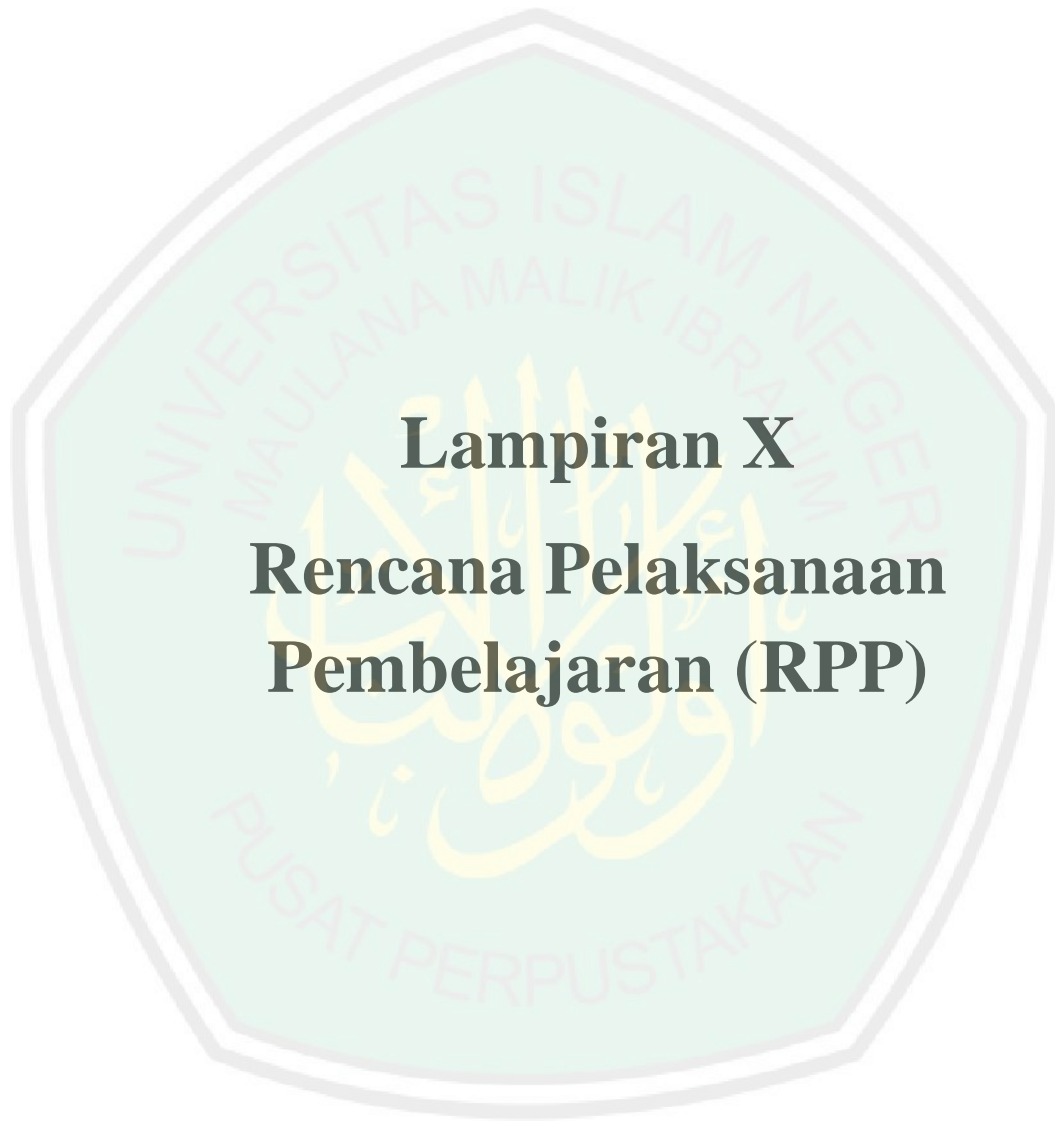 UNIVERSITAS ISLAM NEGERI
MAULANA MALIK IBRAHIM
Lampiran X
Rencana Pelaksanaan
Pembelajaran (RPP)
PUSAT PERPUSTAKAAN